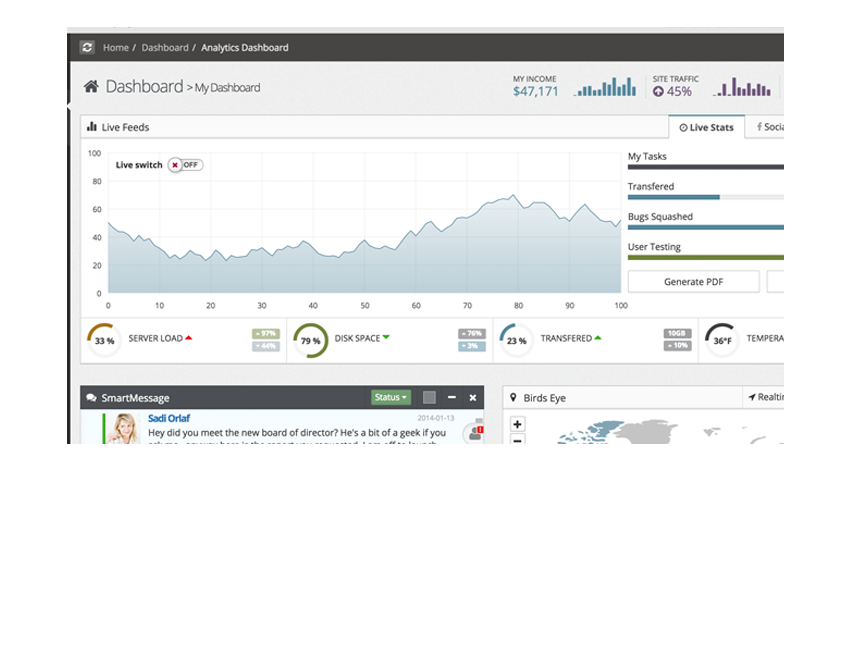 Home / Dashboard / Analytics Dashboard
Dashboard > My Dashboard
MY INCOME
$47,171
SITE TRAFFIC
45%
Live Feeds
Live Stats
Live switch
OFF
100
80
60
40
20
0
0 10 20 30 40 50 60 70 80 90 100
My Tasks
Transfered
Bugs Squashed
User Testing
Generate PDF
33 %
SERVER LOAD
97%
44%
79 %
DISK SPACE
76%
3%
23 %
TRANSFERED
10GB
10%
36°F
SmartMessage
Status
Sadi Orlaf
2014-01-13
Hey did you meet the new board of director? He's a bit of a geek if you
Birds Eye